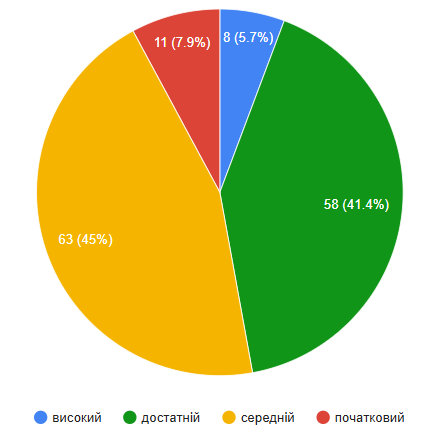 11 (7.9%)
8 (5.7%)
58 (41.4%)
63 (45%)
високий
достатній
середній
початковий